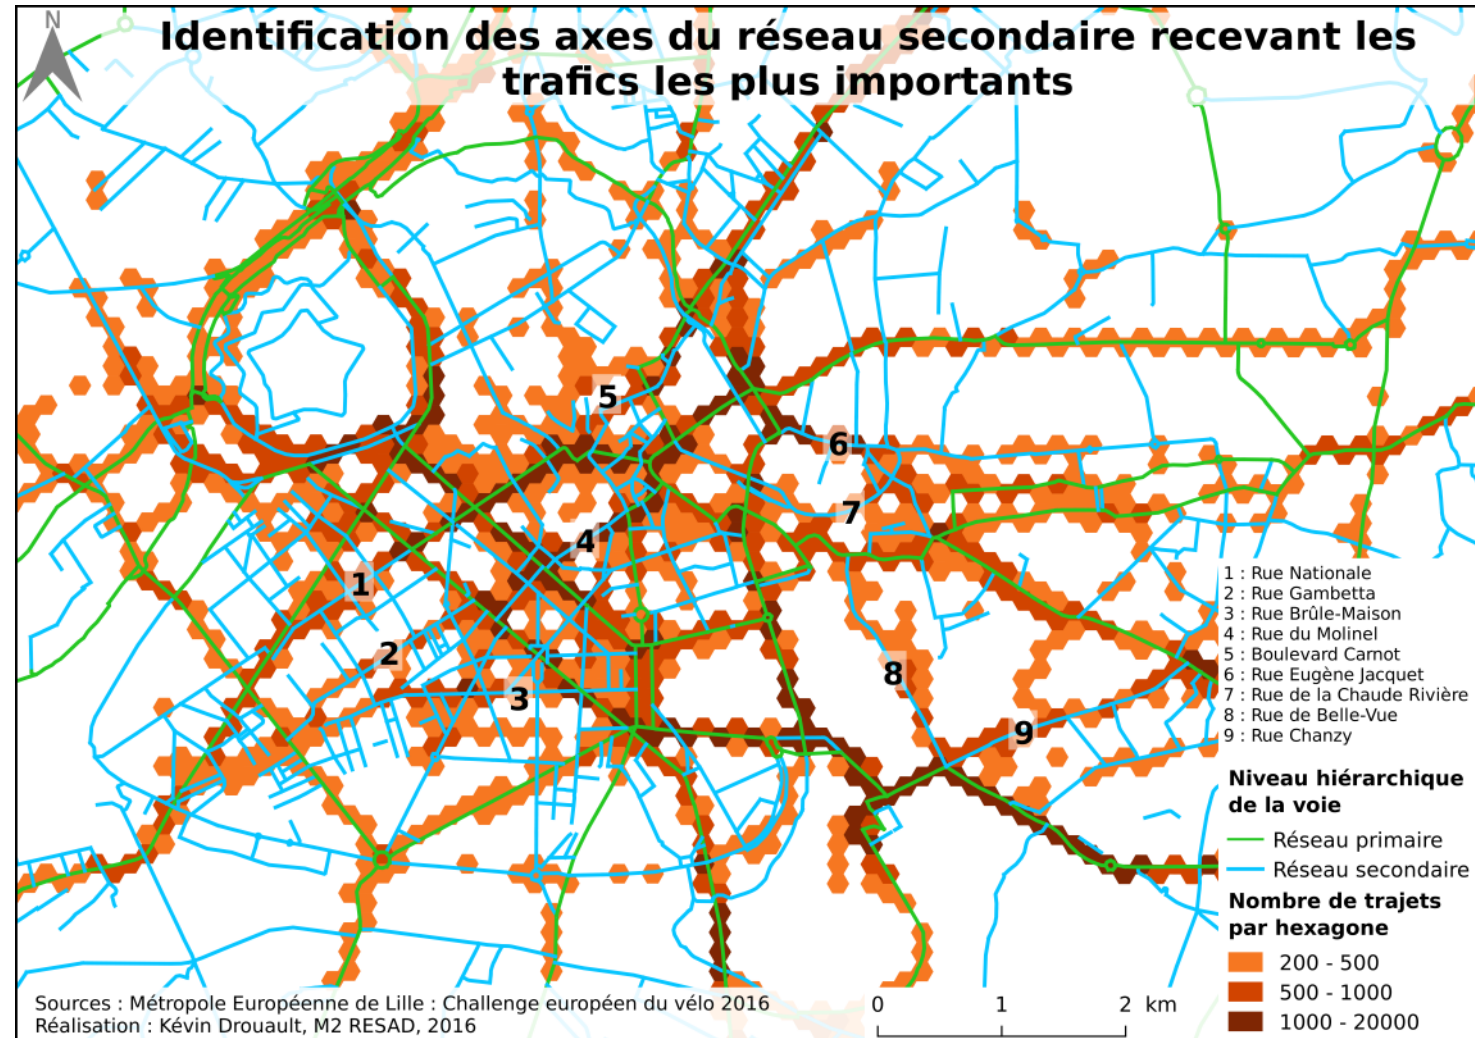 N
Identification des axes du réseau secondaire recevant les
trafics les plus importants
5
6
7
4
1
2
8
3
9
1 : Rue Nationale
2 : Rue Gambetta
3 : Rue Brûle-Maison
4 : Rue du Molinel
5 : Boulevard Carnot
6 : Rue Eugène Jacquet
7 : Rue de la Chaude Rivière
8 : Rue de Belle-Vue
9 : Rue Chanzy
Niveau hiérarchique
de la voie
Réseau primaire
Réseau secondaire
Nombre de trajets
par hexagone
200 - 500
500 - 1000
1000 - 20000
Sources : Métropole Européenne de Lille : Challenge européen du vélo 2016
Réalisation : Kévin Drouault, M2 RESAD, 2016
0 1 2 km